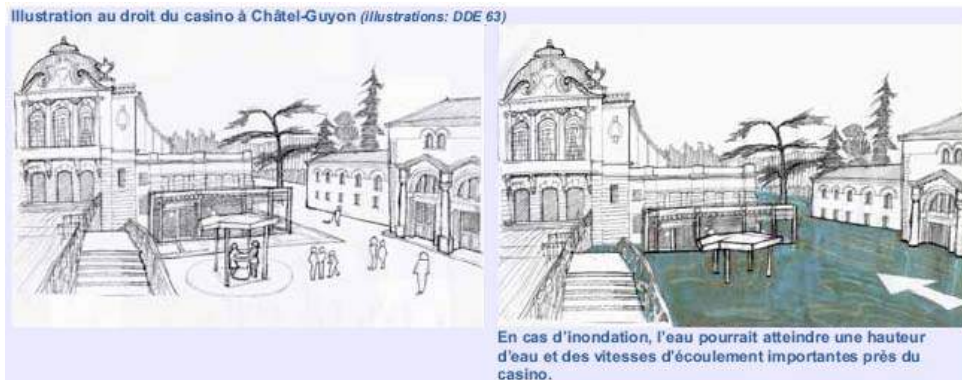 Illustration au droit du casino à Châtel-Guyon (illustrations: DDE 63)
En cas d'inondation, l'eau pourrait atteindre une hauteur
d'eau et des vitesses d'écoulement importantes près du
casino.